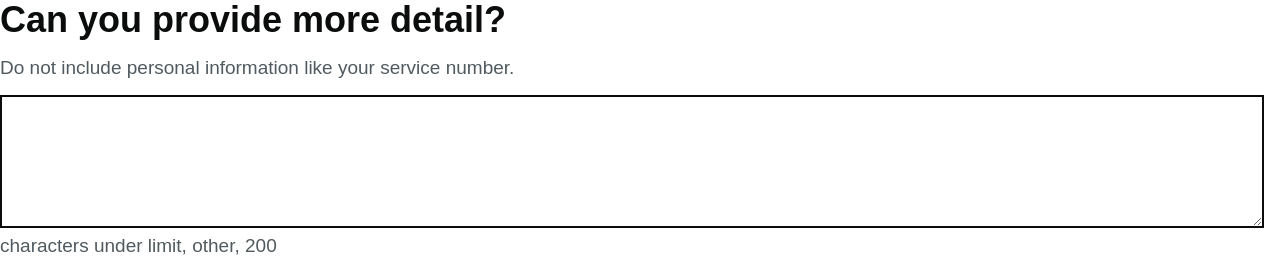 Can you provide more detail?
Do not include personal information like your service number.
characters under limit, other, 200